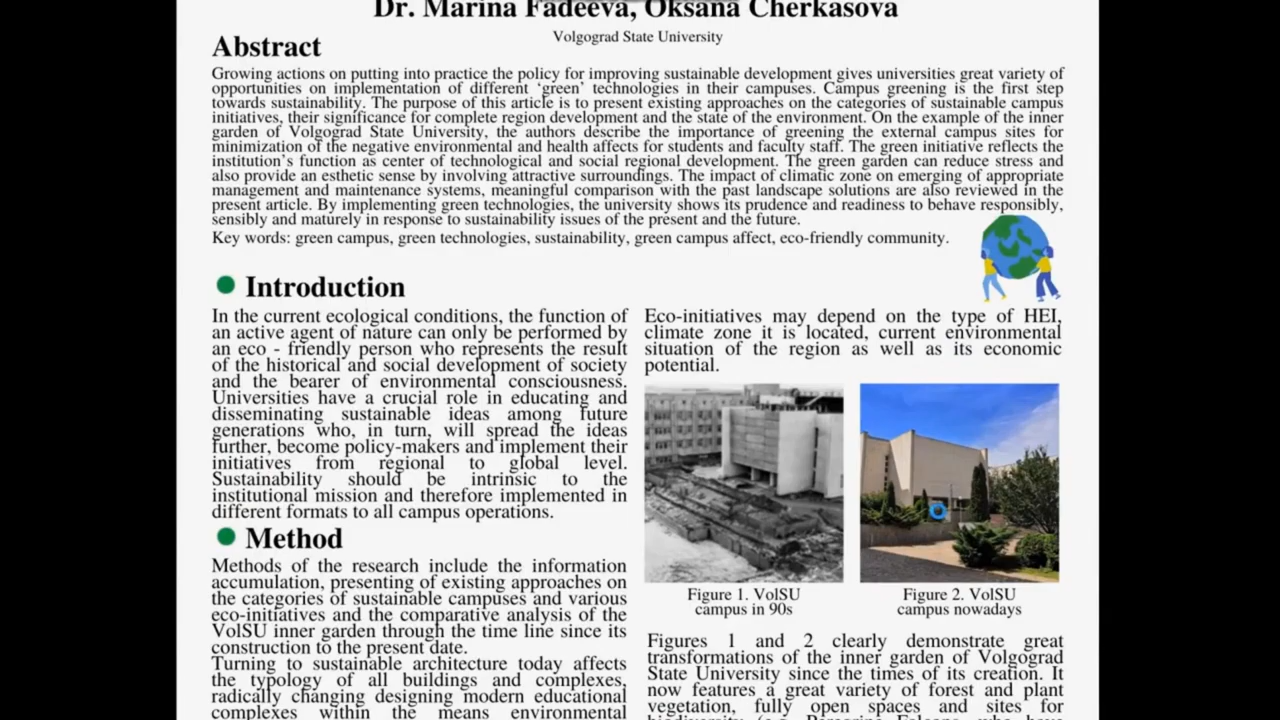 Dr. Marina Fadeeva, Oksana Cherkasova
Volgograd State University
Abstract
Growing actions on putting into practice the policy for improving sustainable development gives universities great variety of
opportunities on implementation of different ‘green’ technologies in their campuses. Campus greening is the first step
towards sustainability. The purpose of this article is to present existing approaches on the categories of sustainable campus
initiatives, their significance for complete region development and the state of the environment. On the example of the inner
garden of Volgograd State University, the authors describe the importance of greening the external campus sites for
minimization of the negative environmental and health affects for students and faculty staff. The green initiative reflects the
institution’s function as center of technological and social regional development. The green garden can reduce stress and
also provide an esthetic sense by involving attractive surroundings. The impact of climatic zone on emerging of appropriate
management and maintenance systems, meaningful comparison with the past landscape solutions are also reviewed in the
present article. By implementing green technologies, the university shows its prudence and readiness to behave responsibly,
sensibly and maturely in response to sustainability issues of the present and the future.
Key words: green campus, green technologies, sustainability, green campus affect, eco-friendly community.
Introduction
In the current ecological conditions, the function of
an active agent of nature can only be performed by
an eco - friendly person who represents the result
of the historical and social development of society
and the bearer of environmental consciousness.
Universities have a crucial role in educating and
disseminating sustainable ideas among future
generations who, in turn, will spread the ideas
further, become policy-makers and implement their
initiatives from regional to global level.
Sustainability should be intrinsic to the
institutional mission and therefore implemented in
different formats to all campus operations.
Method
Methods of the research include the information
accumulation, presenting of existing approaches on
the categories of sustainable campuses and various
eco-initiatives and the comparative analysis of the
VolSU inner garden through the time line since its
construction to the present date.
Turning to sustainable architecture today affects
the typology of all buildings and complexes,
radically changing designing modern educational
complexes within the means environmental
Eco-initiatives may depend on the type of HEI,
climate zone it is located, current environmental
situation of the region as well as its economic
potential.
Figure 1. VolSU
campus in 90s
Figure 2. VolSU
campus nowadays
Figures 1 and 2 clearly demonstrate great
transformations of the inner garden of Volgograd
State University since the times of its creation. It
now features a great variety of forest and plant
vegetation, fully open spaces and sites for
biodiversity (e.g. Peregrine Falcons, who have